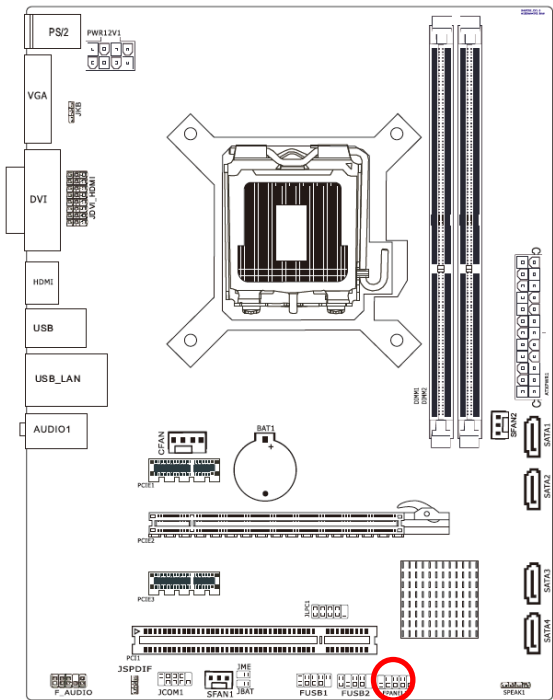 PS/2
PWR12V1
VGA
JKB
DVI
JDVI_HDMI
HDMI
USB
USB_LAN
AUDIO1
DIMM1
DIMM2
ATXPWR1
SFAN2
SATA1
CFAN
BAT1
PCIE1
SATA2
PCIE2
PCIE3
SATA3
JLPC1
SATA4
PCI1
JSPDIF
JME
F_AUDIO
JCOM1
SFAN1
JBAT
FUSB1
FUSB2
FPANEL
SPEAK1